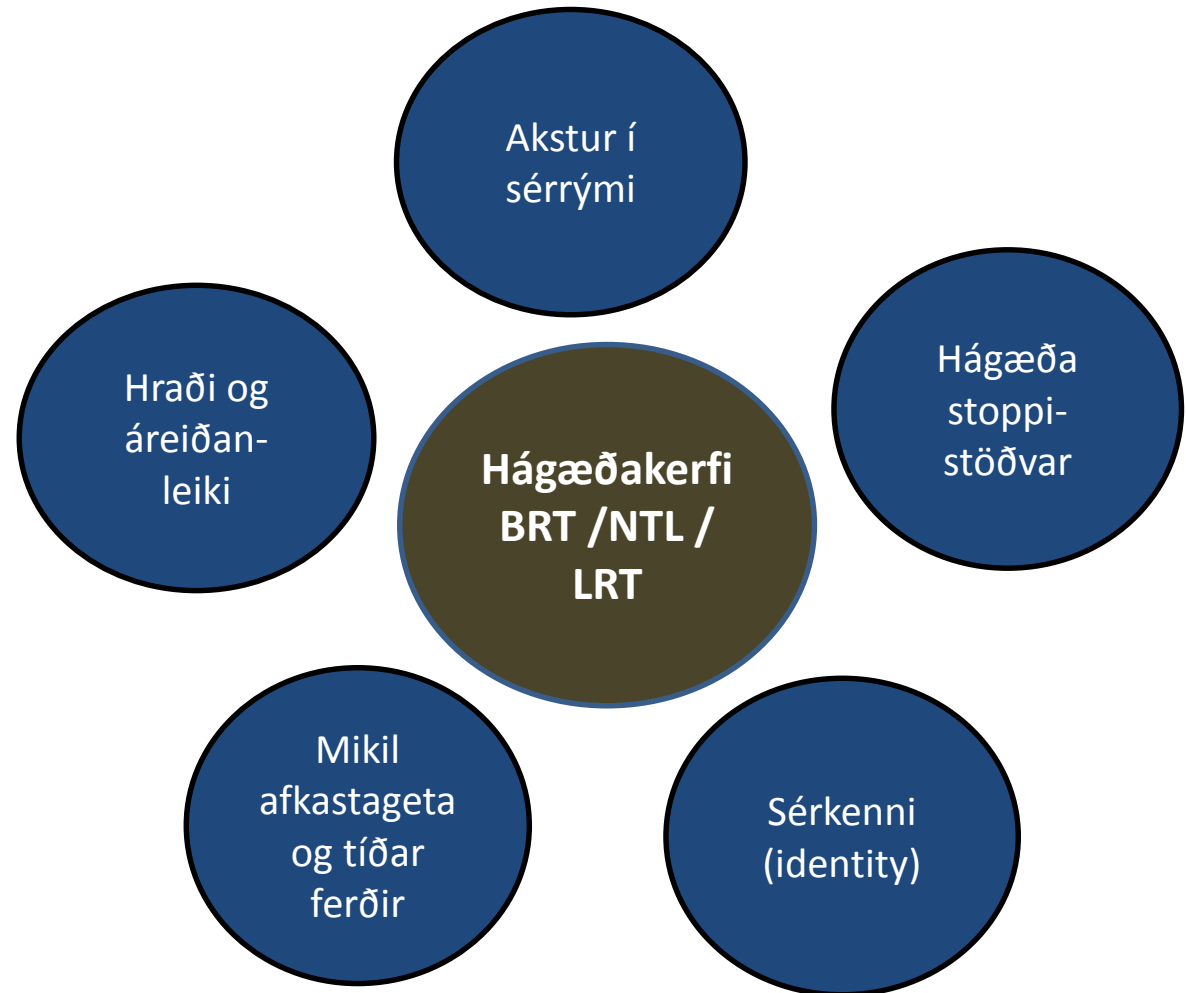 Akstur í
sérrými
Hágæða
stoppi-
stöðvar
Hraði og
áreiðan-
leiki
Hágæðakerfi
BRT /NTL /
LRT
Mikil
afkastageta
og tíðar
ferðir
Sérkenni
(identity)